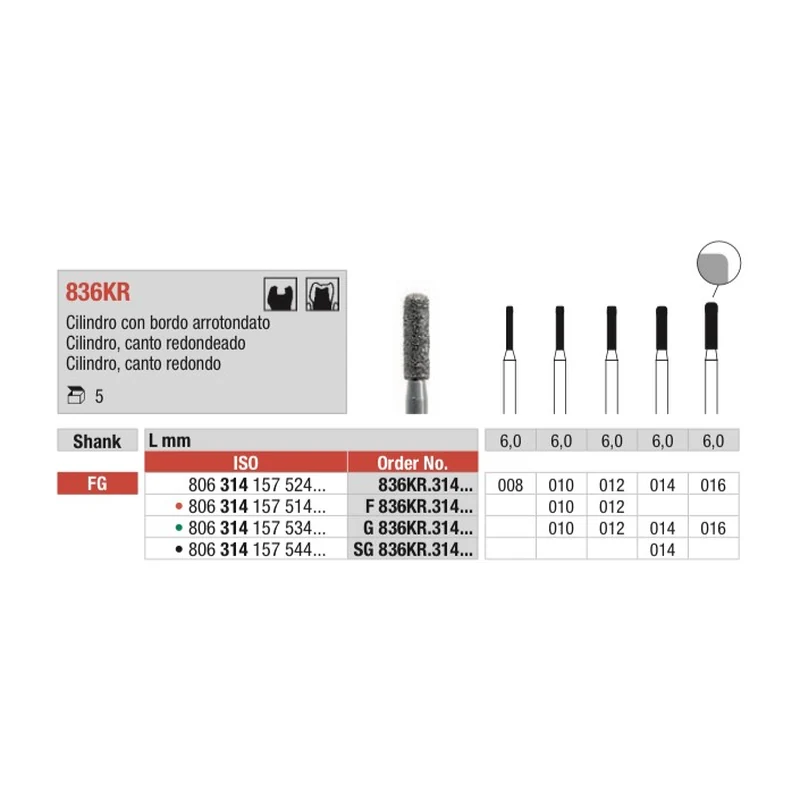 836KR
Cilindro con bordo arrotondato
Cilindro, canto redondeado
Cilindro, canto redondo
5
Shank L mm 6,0 6,0 6,0 6,0 6,0
ISO Order No.
FG 806 314 157 524... 836KR.314... 008 010 012 014 016
806 314 157 514... F 836KR.314... 010 012
806 314 157 534... G 836KR.314... 010 012 014 016
806 314 157 544... SG 836KR.314... 014